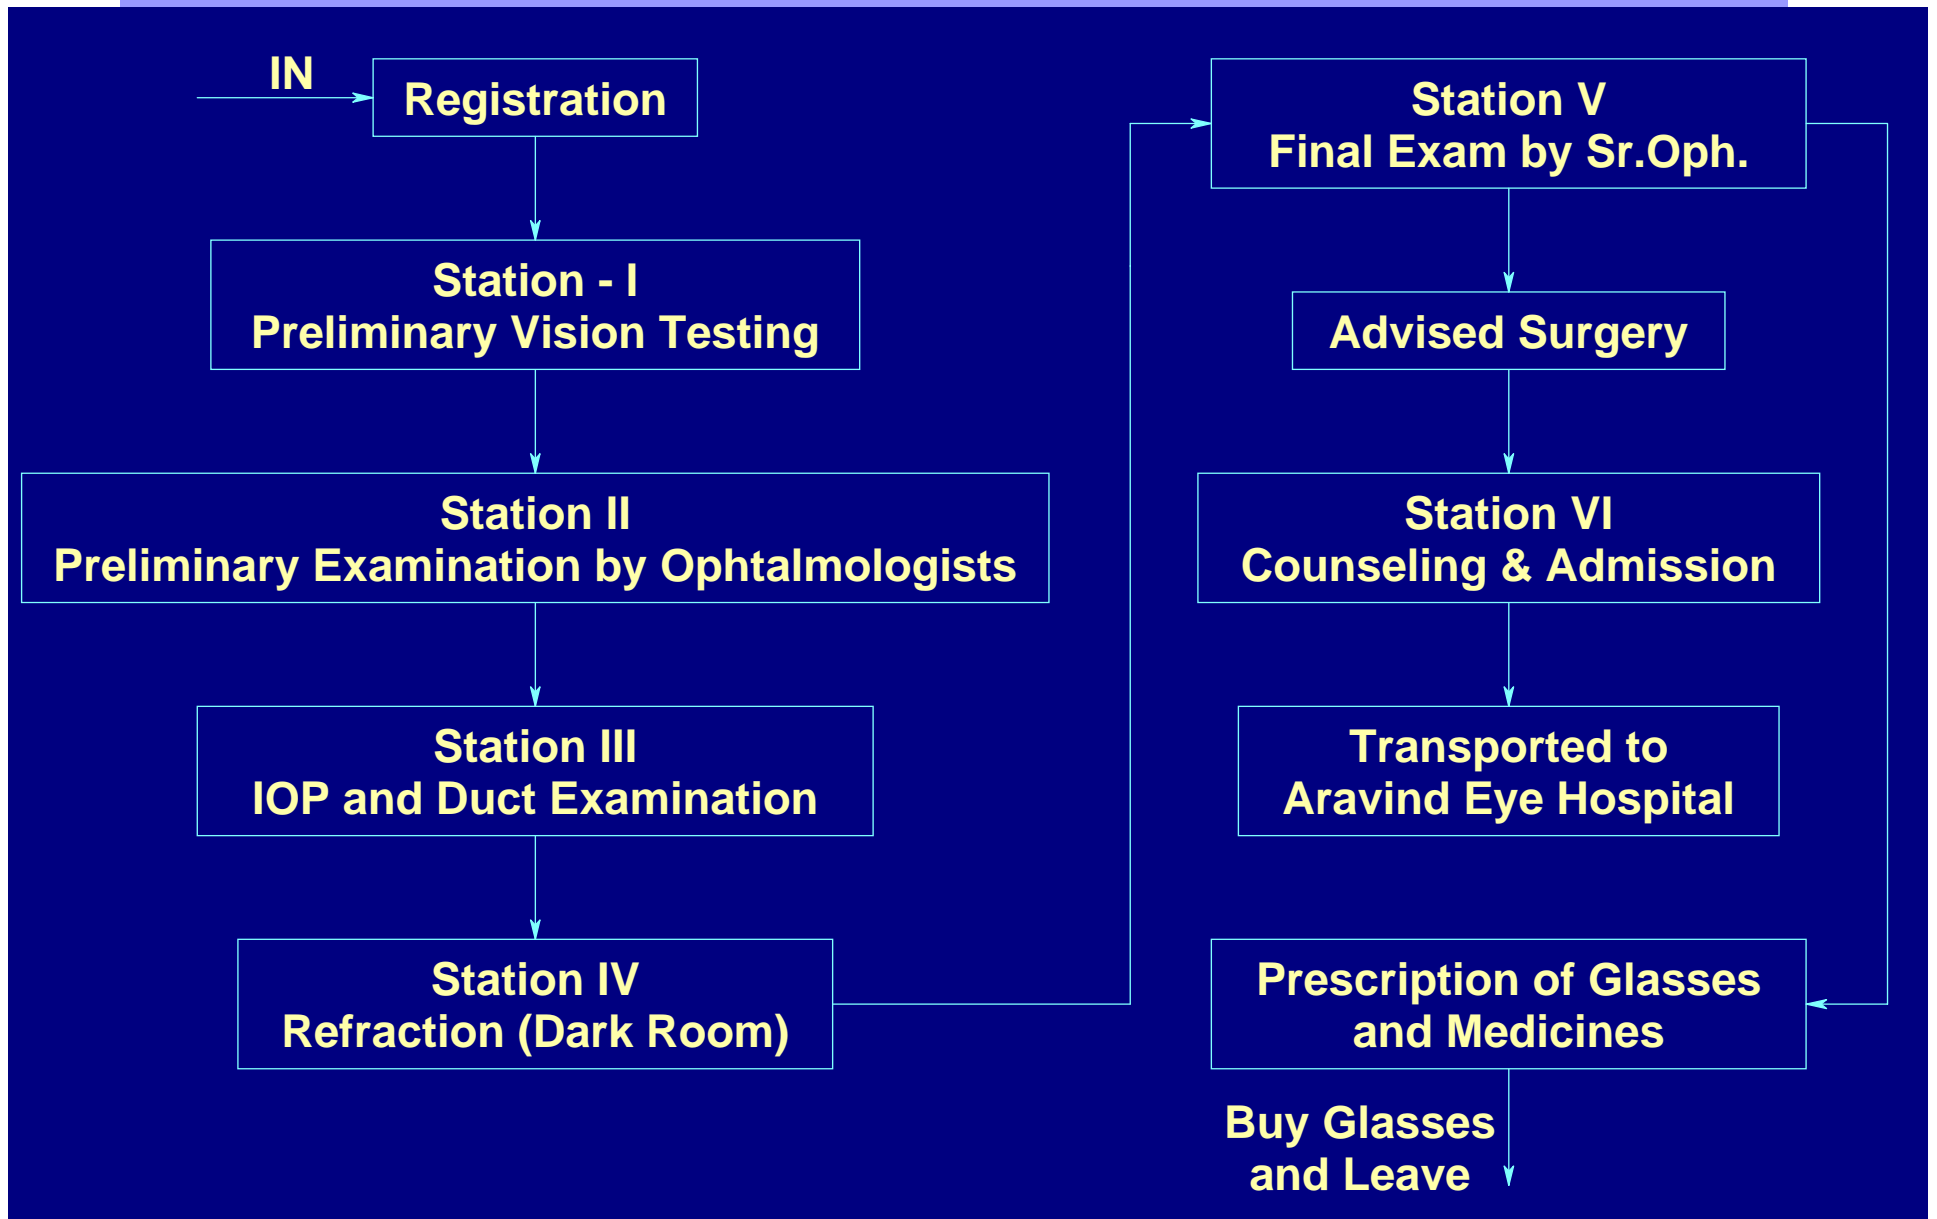 IN
Registration
Station - I
Preliminary Vision Testing
Station II
Preliminary Examination by Ophtalmologists
Station III
IOP and Duct Examination
Station IV
Refraction (Dark Room)
Station V
Final Exam by Sr.Oph.
Advised Surgery
Station VI
Counseling & Admission
Transported to
Aravind Eye Hospital
Prescription of Glasses
and Medicines
Buy Glasses
and Leave